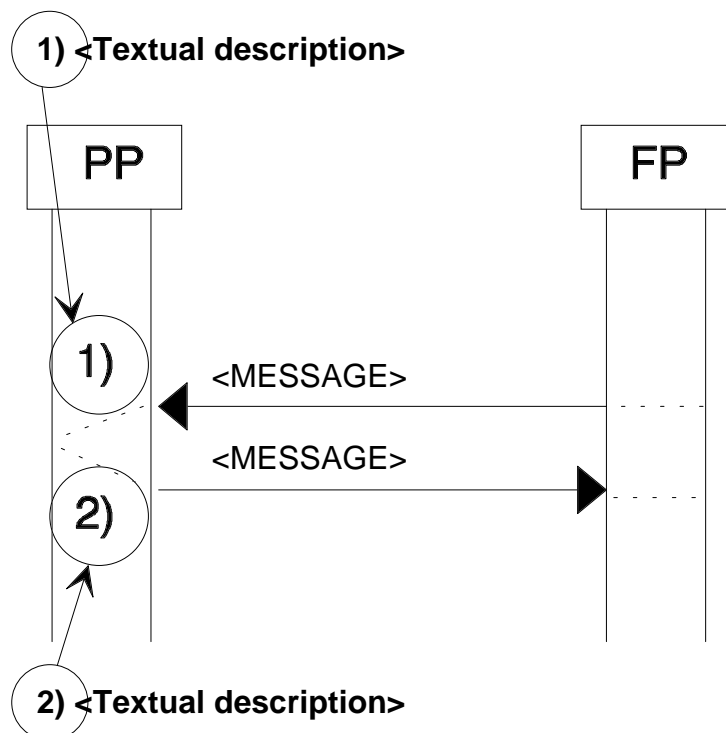 1) <Textual description>
PP
FP
1)
<MESSAGE>
<MESSAGE>
2)
2) <Textual description>